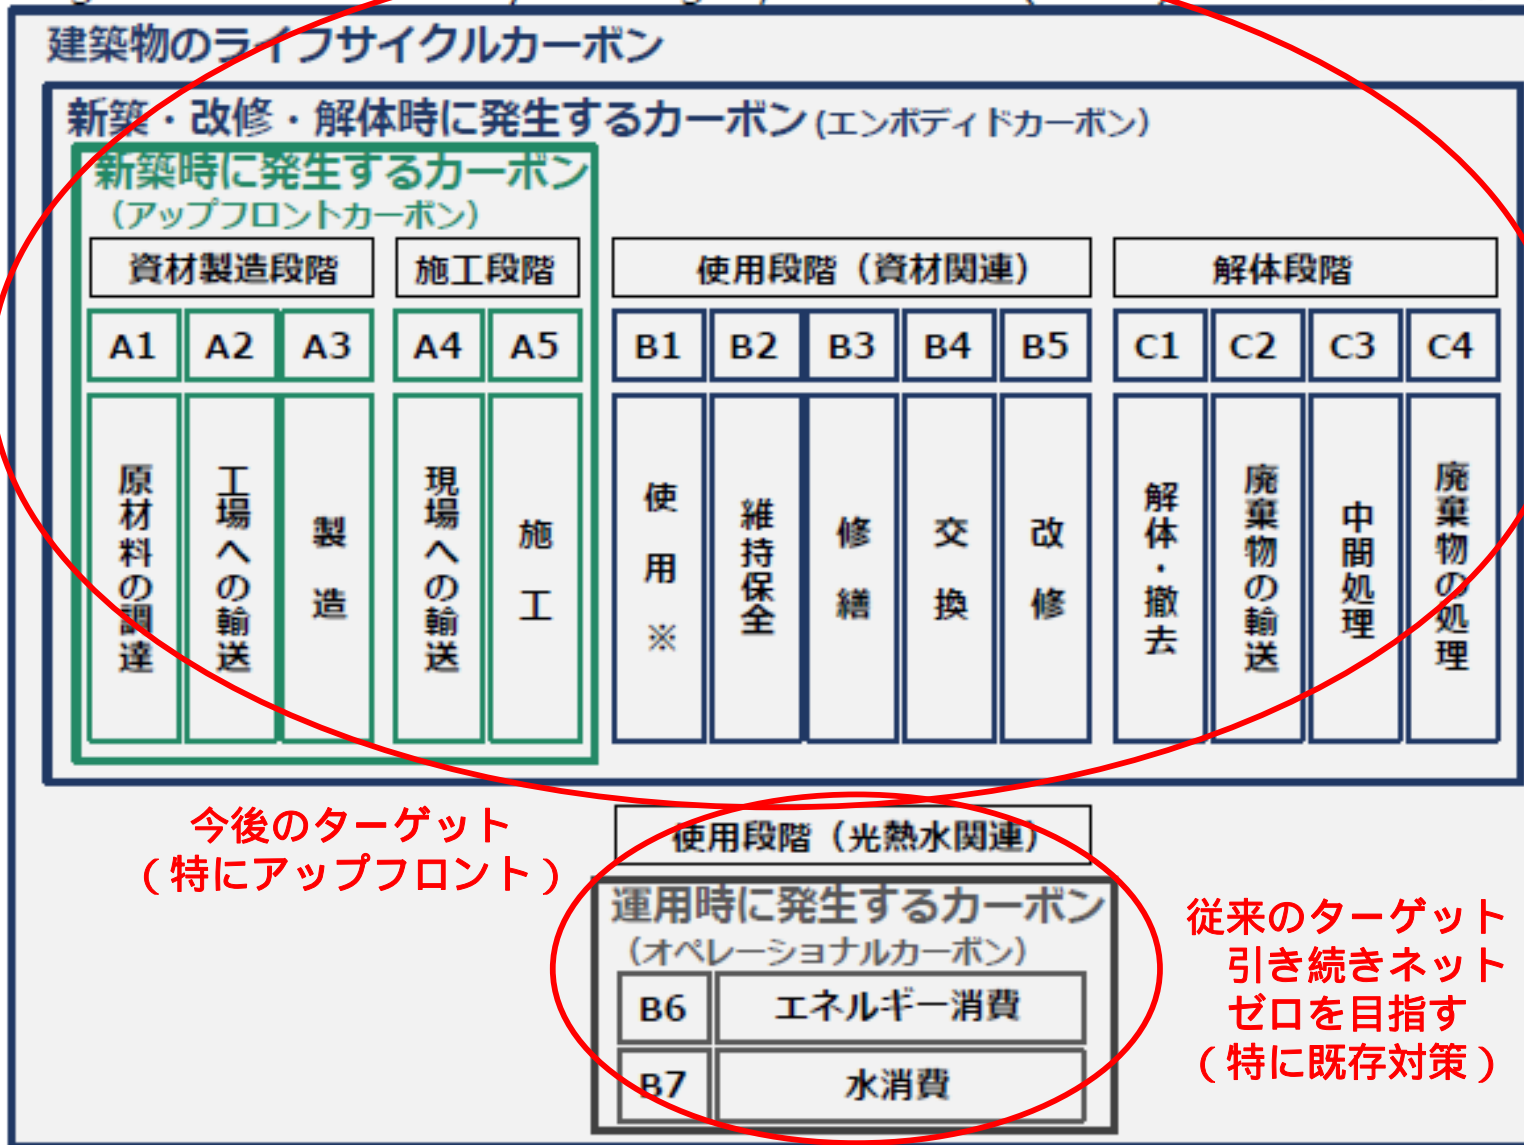 建築物のライフサイクルカーボン
新築・改修・解体時に発生するカーボン(エンボディドカーボン)
新築時に発生するカーボン
(アップフロントカーボン)
資材製造段階
施工段階
使用段階(資材関連)
解体段階
A1
A2
A3
A4
A5
B1
B2
B3
B4
B5
C1
C2
C3
C4
原材料の調達
工場への輸送
製造
現場への輸送
施工
使用※
維持保全
修繕
交換
改修
解体・撤去
廃棄物の輸送
中間処理
廃棄物の処理
今後のターゲット
(特にアップフロント)
使用段階(光熱水関連)
運用時に発生するカーボン
(オペレーショナルカーボン)
B6
エネルギー消費
B7
水消費
従来のターゲット
引き続きネット
ゼロを目指す
(特に既存対策)